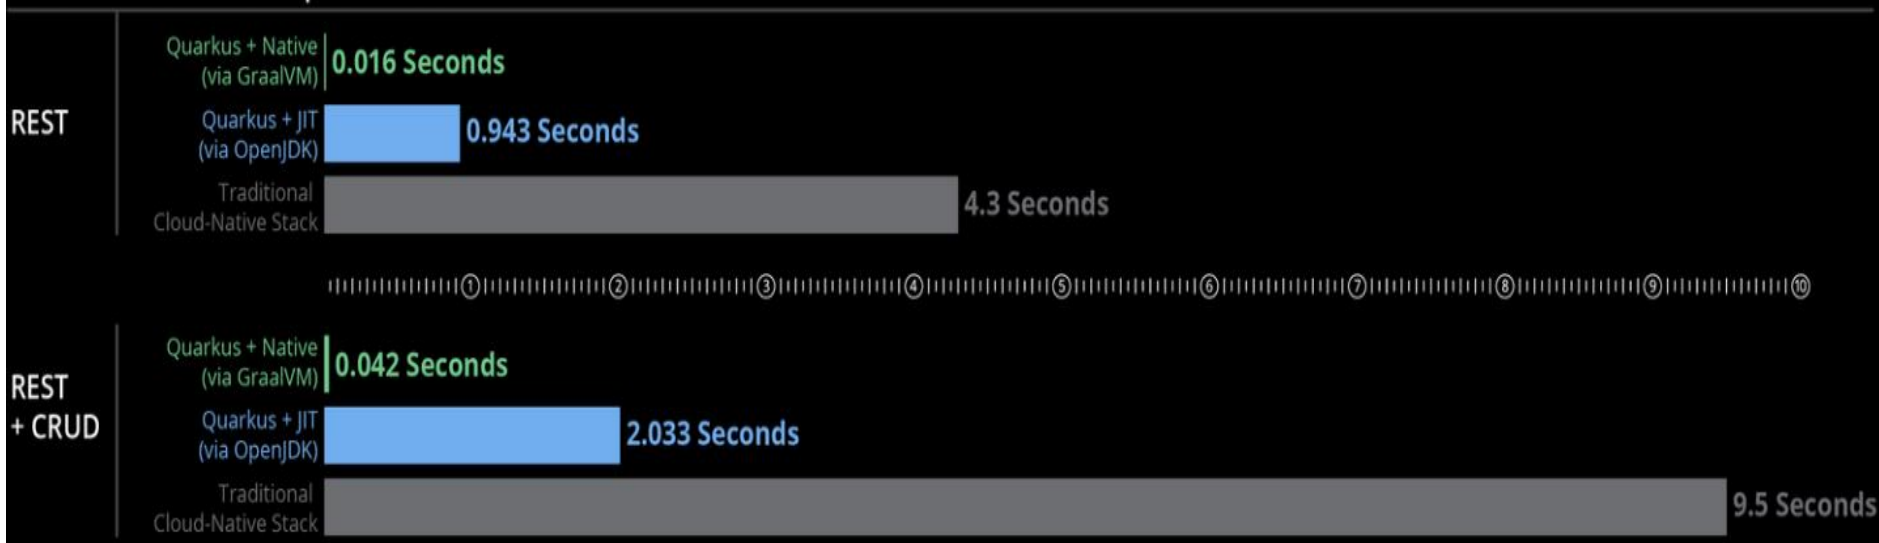 REST
Quarkus + Native
(via GraalVM)
0.016 Seconds
Quarkus + JIT
(via OpenJDK)
0.943 Seconds
Traditional
Cloud-Native Stack
4.3 Seconds
1 2 3 4 5 6 7 8 9 10
REST
+ CRUD
Quarkus + Native
(via GraalVM)
0.042 Seconds
Quarkus + JIT
(via OpenJDK)
2.033 Seconds
Traditional
Cloud-Native Stack
9.5 Seconds